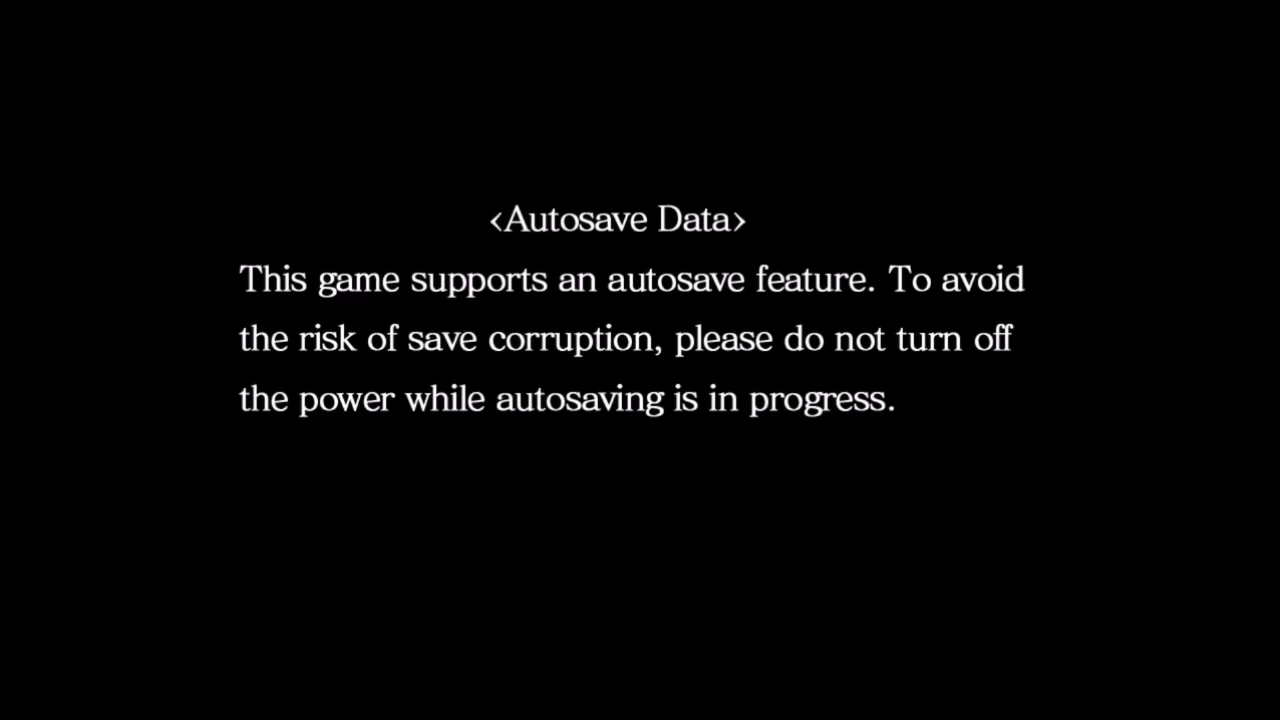 <Autosave Data>
This game supports an autosave feature. To avoid
the risk of save corruption, please do not turn off
the power while autosaving is in progress.